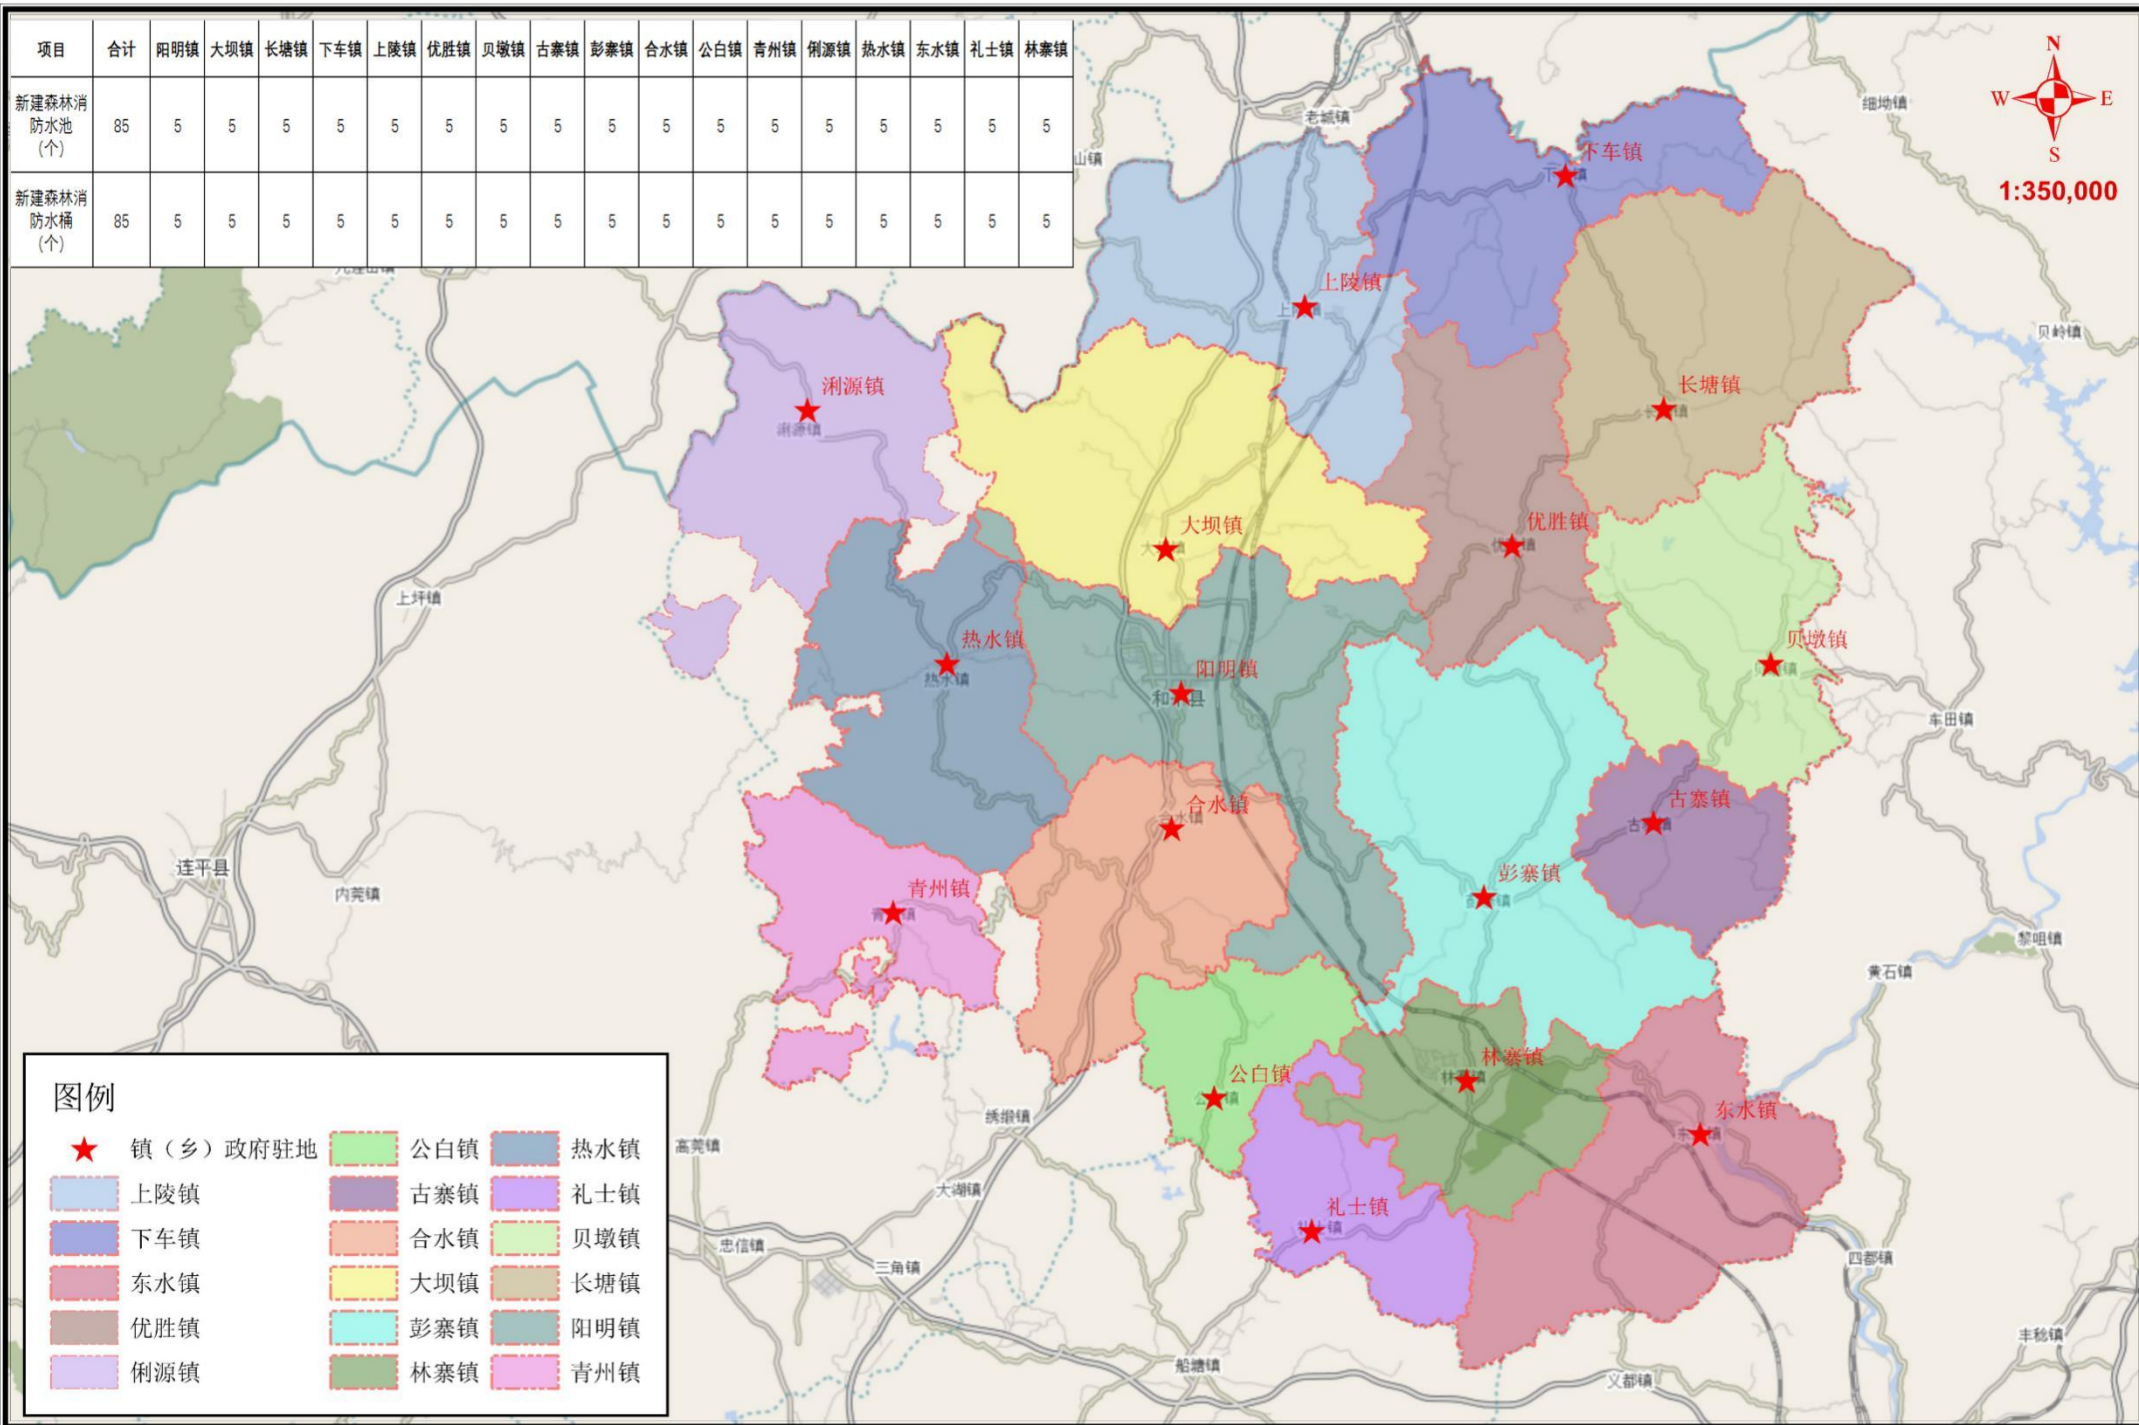 项目 合计 阳明镇 大坝镇 长塘镇 下车镇 上陵镇 优胜镇 贝墩镇 古寨镇 彭寨镇 合水镇 公白镇 青州镇 俐源镇 热水镇 东水镇 礼士镇 林寨镇
新建森林消
防水池
(个)
85 5 5 5 5 5 5 5 5 5 5 5 5 5 5 5 5 5
新建森林消
防水桶
(个)
85 5 5 5 5 5 5 5 5 5 5 5 5 5 5 5 5 5
N
W E
S
1:350,000
细坳镇
老城镇
山镇
下车镇
上陵镇
贝岭镇
浰源镇
浰源镇
长塘镇
大坝镇
优胜镇
上坪镇
热水镇
热水镇
阳明镇
贝墩镇
车田镇
合水镇
合水镇
古寨镇
连平县
内莞镇
青州镇
彭寨镇
黎咀镇
黄石镇
公白镇
林寨镇
东水镇
绣缎镇
高莞镇
大湖镇
礼士镇
忠信镇
三角镇
四都镇
船塘镇
义都镇
丰稔镇
图例
镇（乡）政府驻地 公白镇 热水镇
上陵镇 古寨镇 礼士镇
下车镇 合水镇 贝墩镇
东水镇 大坝镇 长塘镇
优胜镇 彭寨镇 阳明镇
俐源镇 林寨镇 青州镇